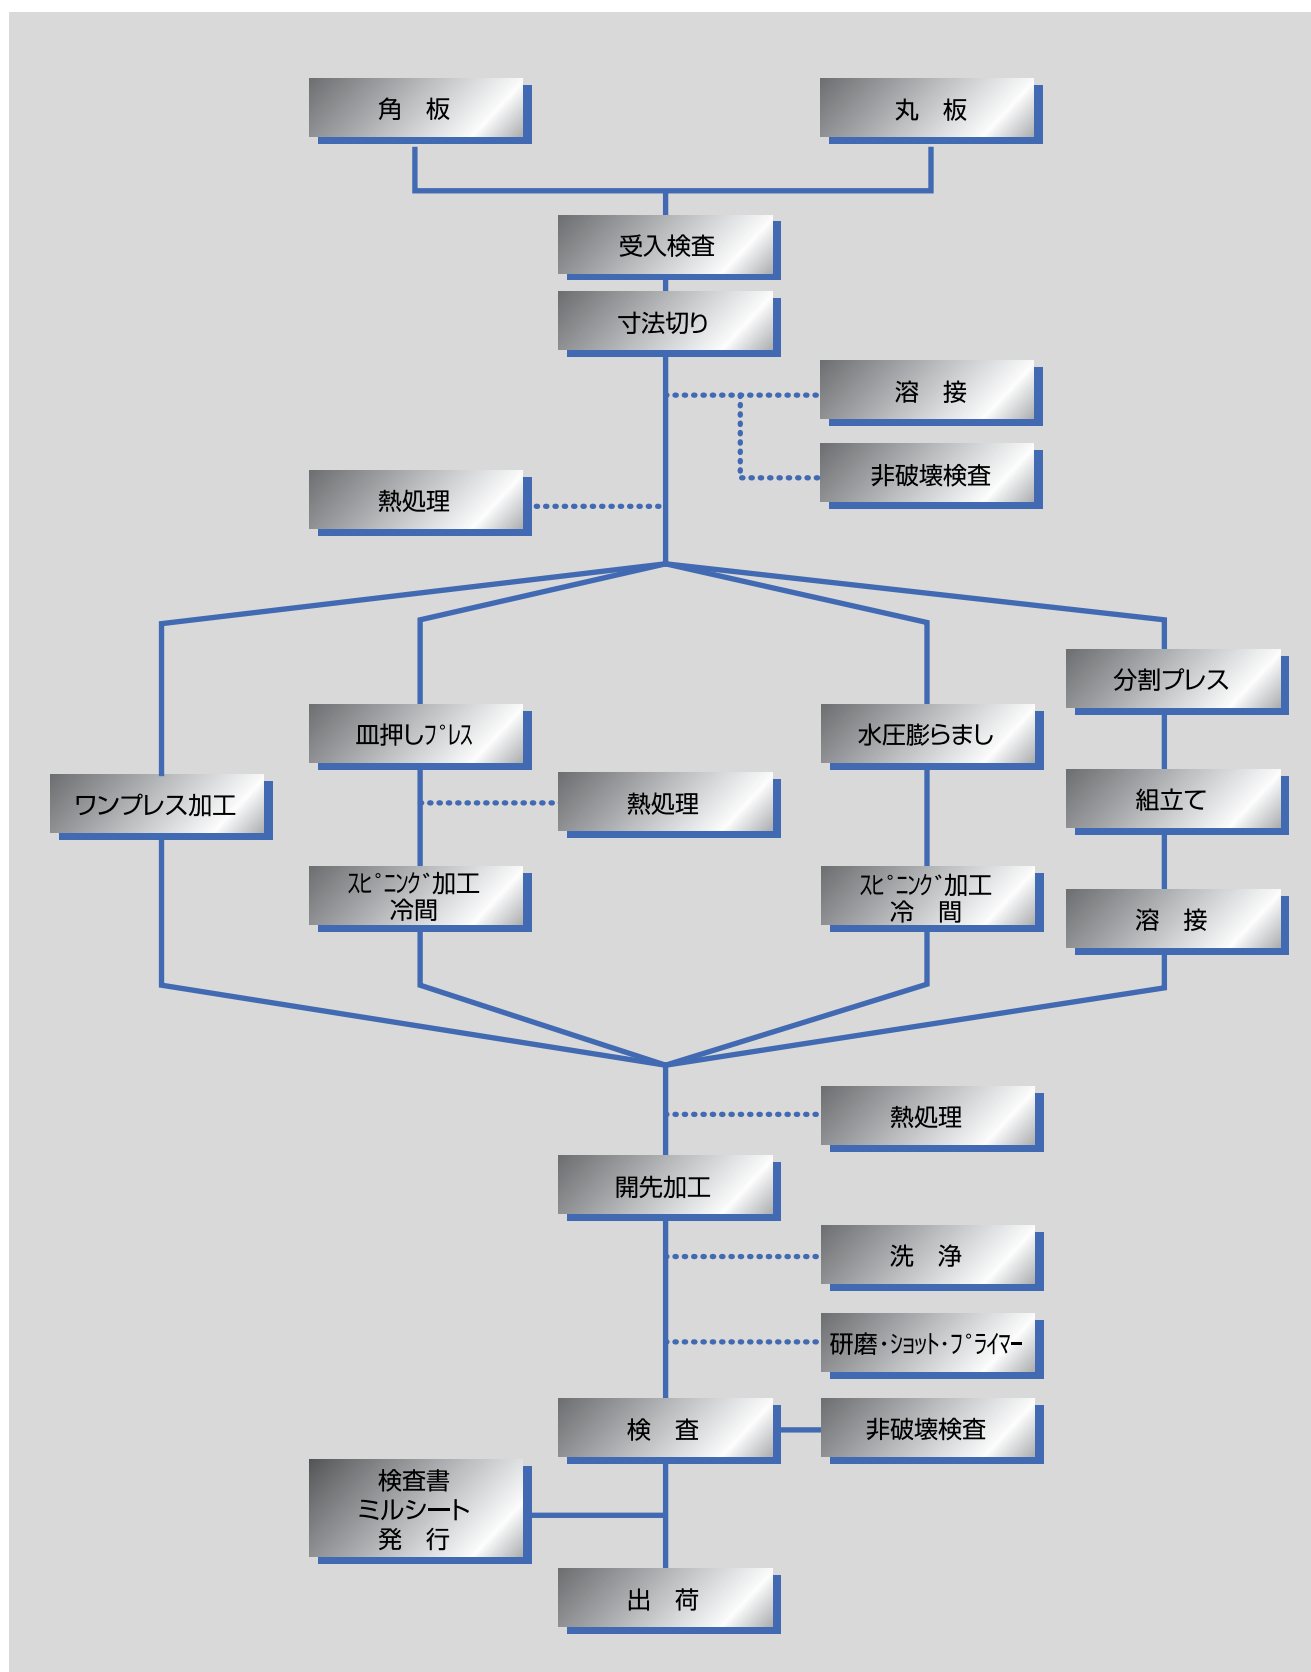 角　板
丸　板
受入検査
寸法切り
溶　接
非破壊検査
熱処理
分割プレス
皿押しﾌﾟﾚｽ
水圧膨らまし
ワンプレス加工
熱処理
組立て
ｽﾋﾟﾆﾝｸﾞ加工
冷間
ｽﾋﾟﾆﾝｸﾞ加工
冷　間
溶　接
熱処理
開先加工
洗　浄
研磨・ｼｮｯﾄ・ﾌﾟﾗｲﾏｰ
検　査
非破壊検査
検査書
ミルシート
発　行
出　荷